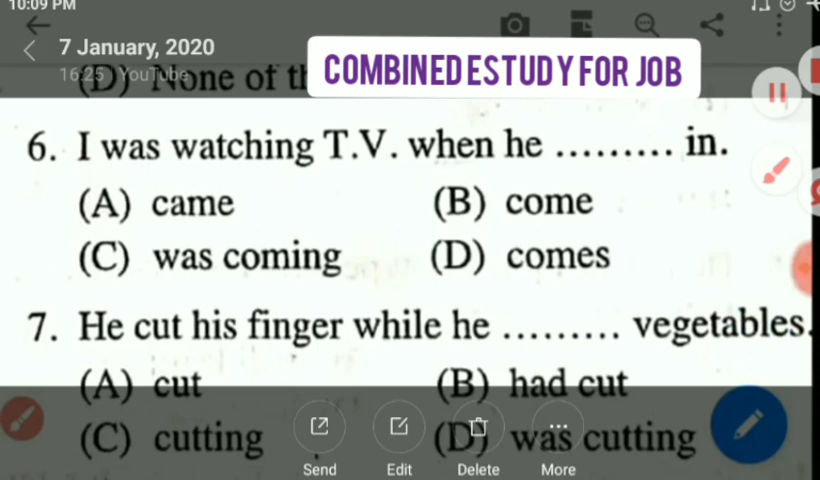 10:09 PM
7 January, 2020
16:25 YouTube
(D) None of th
COMBINED ESTUDY FOR JOB
6. I was watching T.V. when he ......... in.
(A) came (B) come
(C) was coming (D) comes
7. He cut his finger while he ......... vegetables.
(A) cut (B) had cut
(C) cutting (D) was cutting
Send Edit Delete More